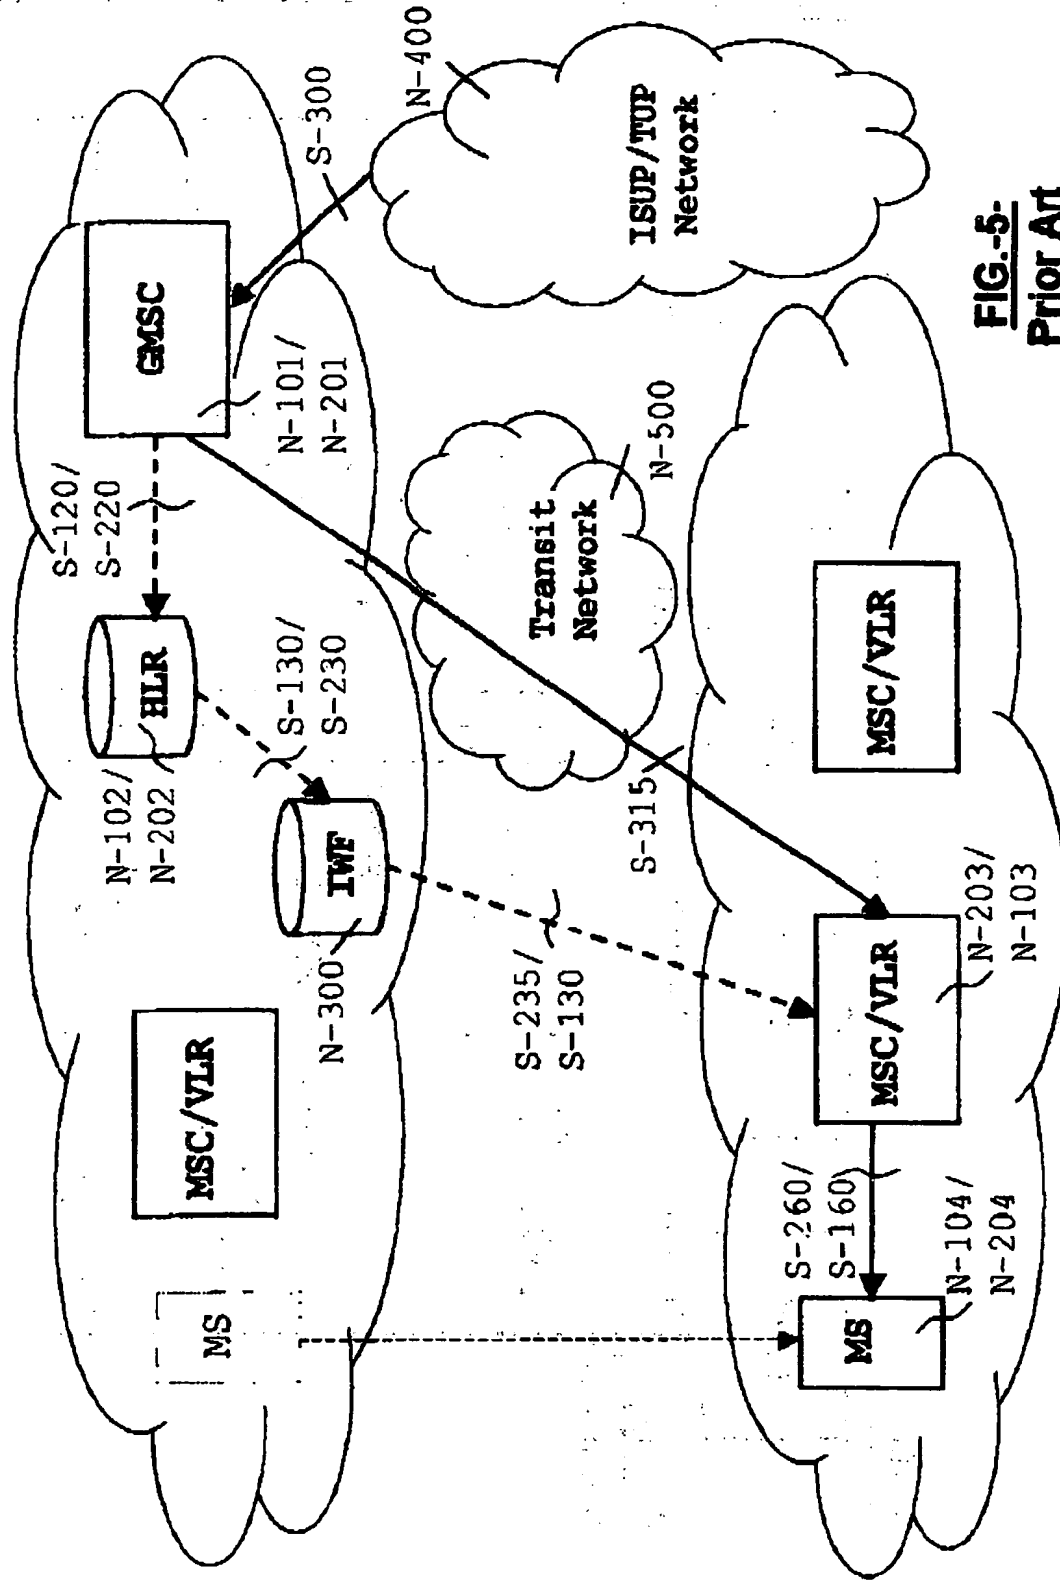 MS
MSC/VLR
N-300
IWF
N-102/
N-202
HLR
S-130/
S-230
S-120/
S-220
GMSC
N-101/
N-201
S-300
N-400
ISUP/TUP
Network
Transit
Network
N-500
S-315
S-235/
S-130
MS
N-104/
N-204
S-260/
S-160
MSC/VLR
N-203/
N-103
MSC/VLR
FIG.-5-
Prior Art